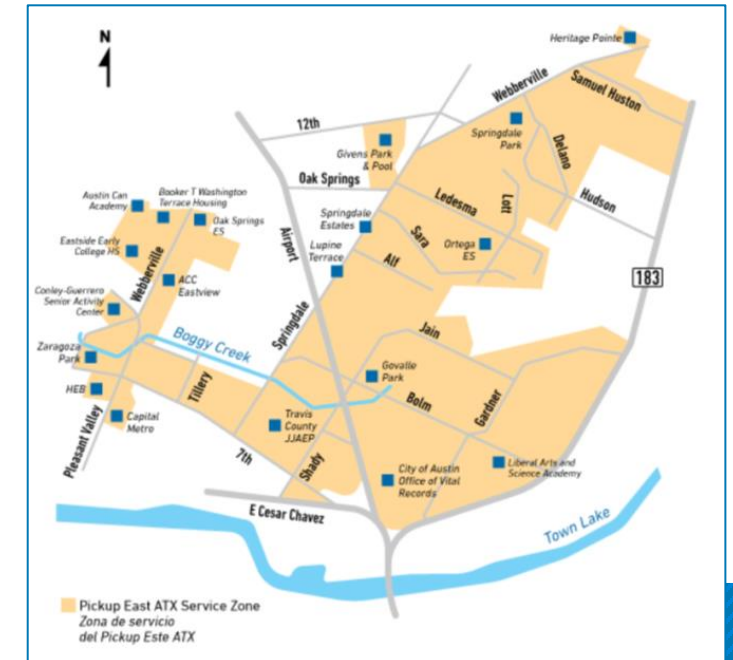 N
Heritage Pointe
Webberville
Samuel Huston
12th
Springdale
Park
Delano
Givens Park
& Pool
Oak Springs
Booker T Washington
Terrace Housing
Austin Can
Academy
Oak Springs
ES
Ledesma
Lott
Hudson
Springdale
Estates
Airport
Sara
Ortega
ES
Eastside Early
College HS
Lupine
Terrace
Alf
183
Webberville
ACC
Eastview
Conley-Guerrero
Senior Activity
Center
Springdale
Jain
Boggy Creek
Zaragoza
Park
Govalle
Park
HEB
Tillery
Bolm
Gardner
Capital
Metro
Travis
County
JJAEP
Pleasant Valley
7th
Shady
City of Austin
Office of Vital
Records
Liberal Arts and
Science Academy
E Cesar Chavez
Town Lake
Pickup East ATX Service Zone
Zona de servicio
del Pickup Este ATX